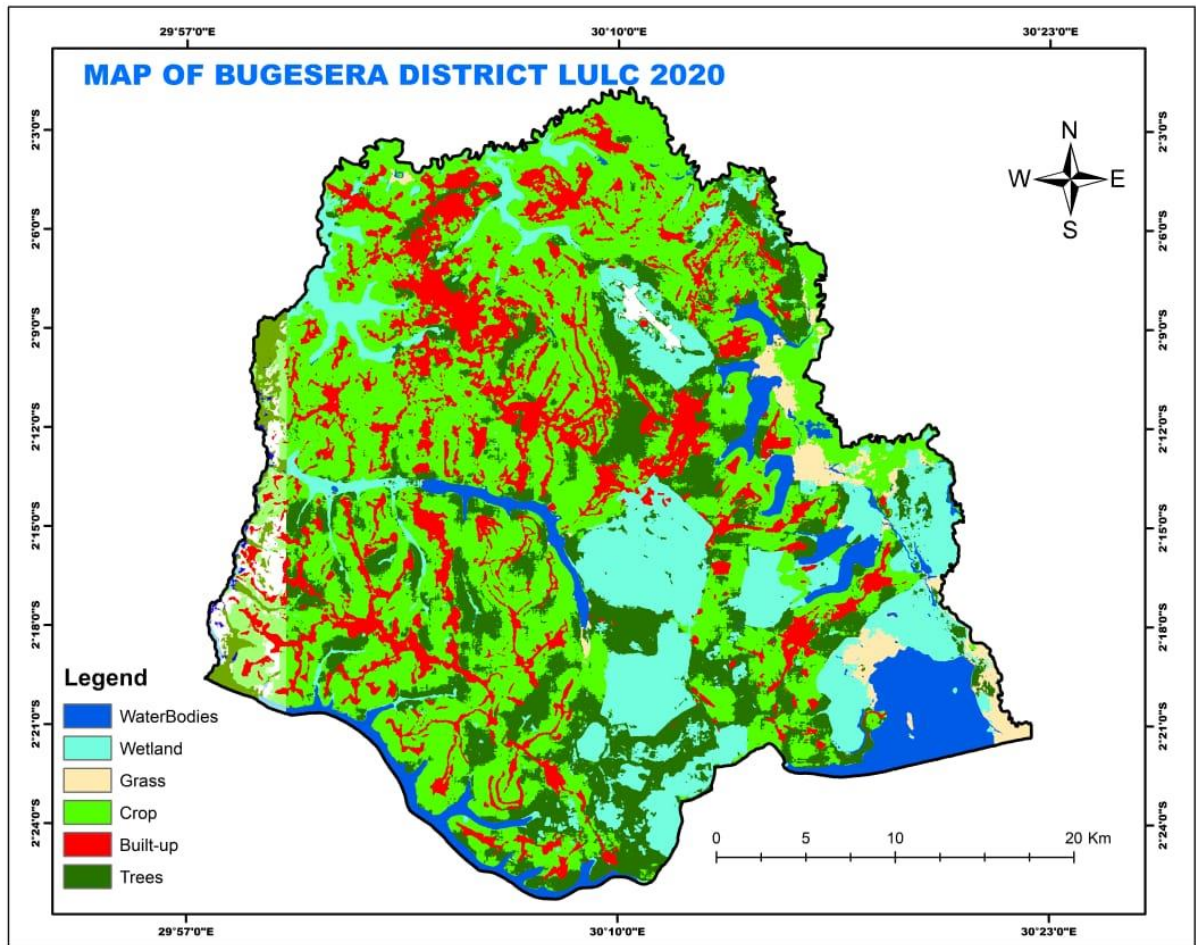 29°57'0"E 30°10'0"E 30°23'0"E
MAP OF BUGESERA DISTRICT LULC 2020
N
W E
S
2°3'0"S 2°3'0"S
2°6'0"S 2°6'0"S
2°9'0"S 2°9'0"S
2°12'0"S 2°12'0"S
2°15'0"S 2°15'0"S
2°18'0"S 2°18'0"S
2°21'0"S 2°21'0"S
2°24'0"S 2°24'0"S
Legend
WaterBodies
Wetland
Grass
Crop
Built-up
Trees
0 5 10 20 Km
29°57'0"E 30°10'0"E 30°23'0"E